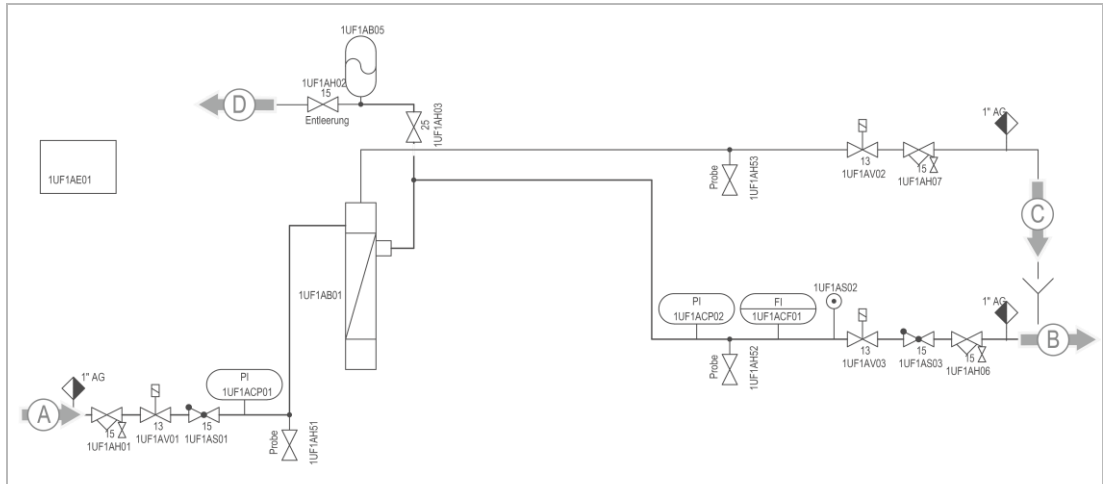 1UF1AB05
1UF1AH02
15
Entleerung
D
25
1UF1AH03
1UF1AE01
Probe
1UF1AH53
13
1UF1AV02
15
1UF1AH07
1" AG
C
1UF1AB01
PI
1UF1ACP02
FI
1UF1ACF01
1UF1AS02
1" AG
B
Probe
1UF1AH52
13
1UF1AV03
15
1UF1AS03
15
1UF1AH06
1" AG
A
15
1UF1AH01
13
1UF1AV01
15
1UF1AS01
PI
1UF1ACP01
Probe
1UF1AH51